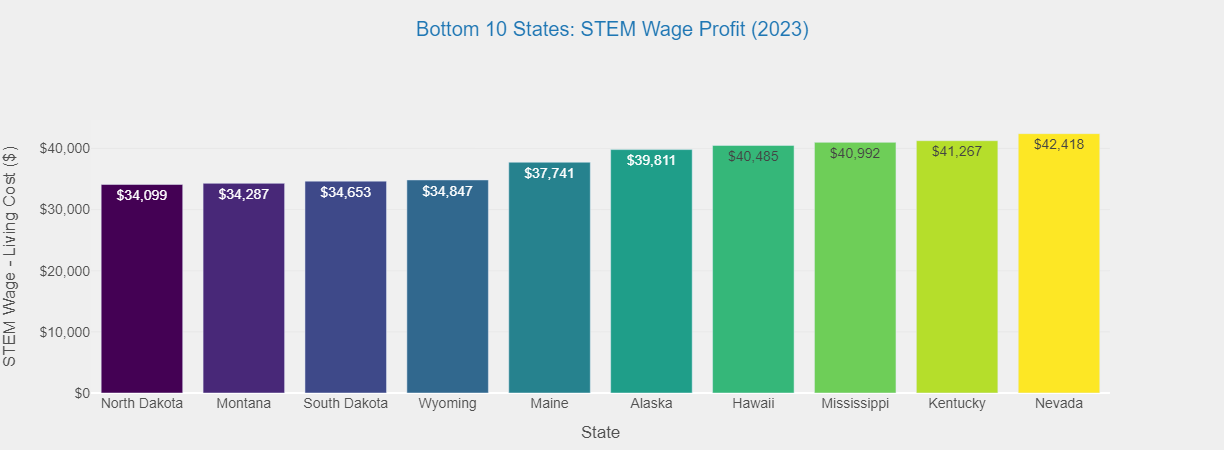 Bottom 10 States: STEM Wage Profit (2023)
STEM Wage - Living Cost ($)
$40,000
$30,000
$20,000
$10,000
$0
$34,099
$34,287
$34,653
$34,847
$37,741
$39,811
$40,485
$40,992
$41,267
$42,418
North Dakota
Montana
South Dakota
Wyoming
Maine
Alaska
Hawaii
Mississippi
Kentucky
Nevada
State